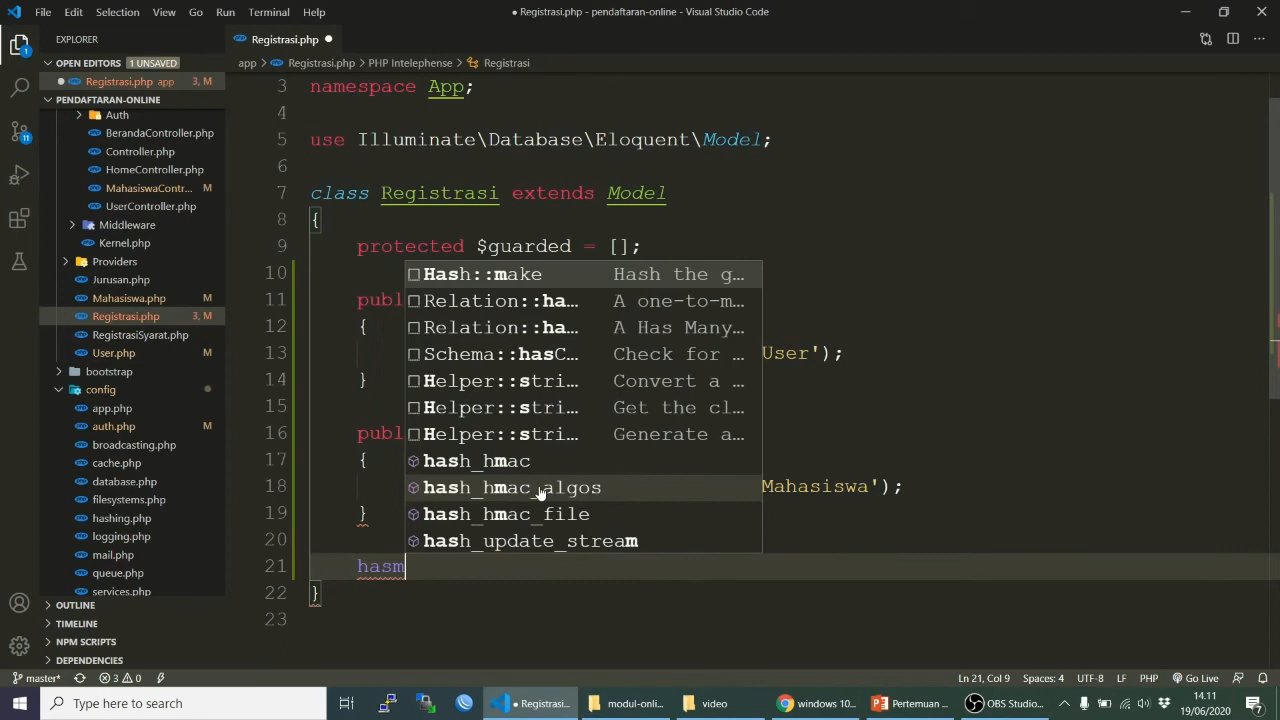 File Edit Selection View Go Run Terminal Help
● Registrasi.php - pendaftaran-online - Visual Studio Code
EXPLORER
OPEN EDITORS 1 UNSAVED
Registrasi.php app 3, M
PENDAFTARAN-ONLINE
Auth
BerandaController.php
Controller.php
HomeController.php
MahasiswaContr... M
UserController.php
Middleware
Kernel.php
Providers
Jurusan.php
Mahasiswa.php M
Registrasi.php 3, M
RegistrasiSyarat.php
User.php M
bootstrap
config
app.php
auth.php M
broadcasting.php
cache.php
database.php
filesystems.php
hashing.php
logging.php
mail.php
queue.php
services.php
OUTLINE
TIMELINE
NPM SCRIPTS
DEPENDENCIES
Registrasi.php ●
app > Registrasi.php > PHP Intelephense > Registrasi
3 namespace App;
4
5 use Illuminate\Database\Eloquent\Model;
6
7 class Registrasi extends Model
8 {
9 protected $guarded = [];
10
11 publ
12 {
13 User');
14 }
15
16 publ
17 {
18 Mahasiswa');
19 }
20
21 hasm
22 }
23
Hash::make Hash the g...
Relation::ha... A one-to-m...
Relation::ha... A Has Many...
Schema::hasC... Check for ...
Helper::stri... Convert a ...
Helper::stri... Get the cl...
Helper::stri... Generate a...
hash_hmac
hash_hmac_algos
hash_hmac_file
hash_update_stream
master* 3 0 Ln 21, Col 9 Spaces: 4 UTF-8 LF PHP Go Live
Type here to search
● Registrasi... modul-onli... video windows 10... Pertemuan ... OBS Studio... 14.11
19/06/2020
1
11